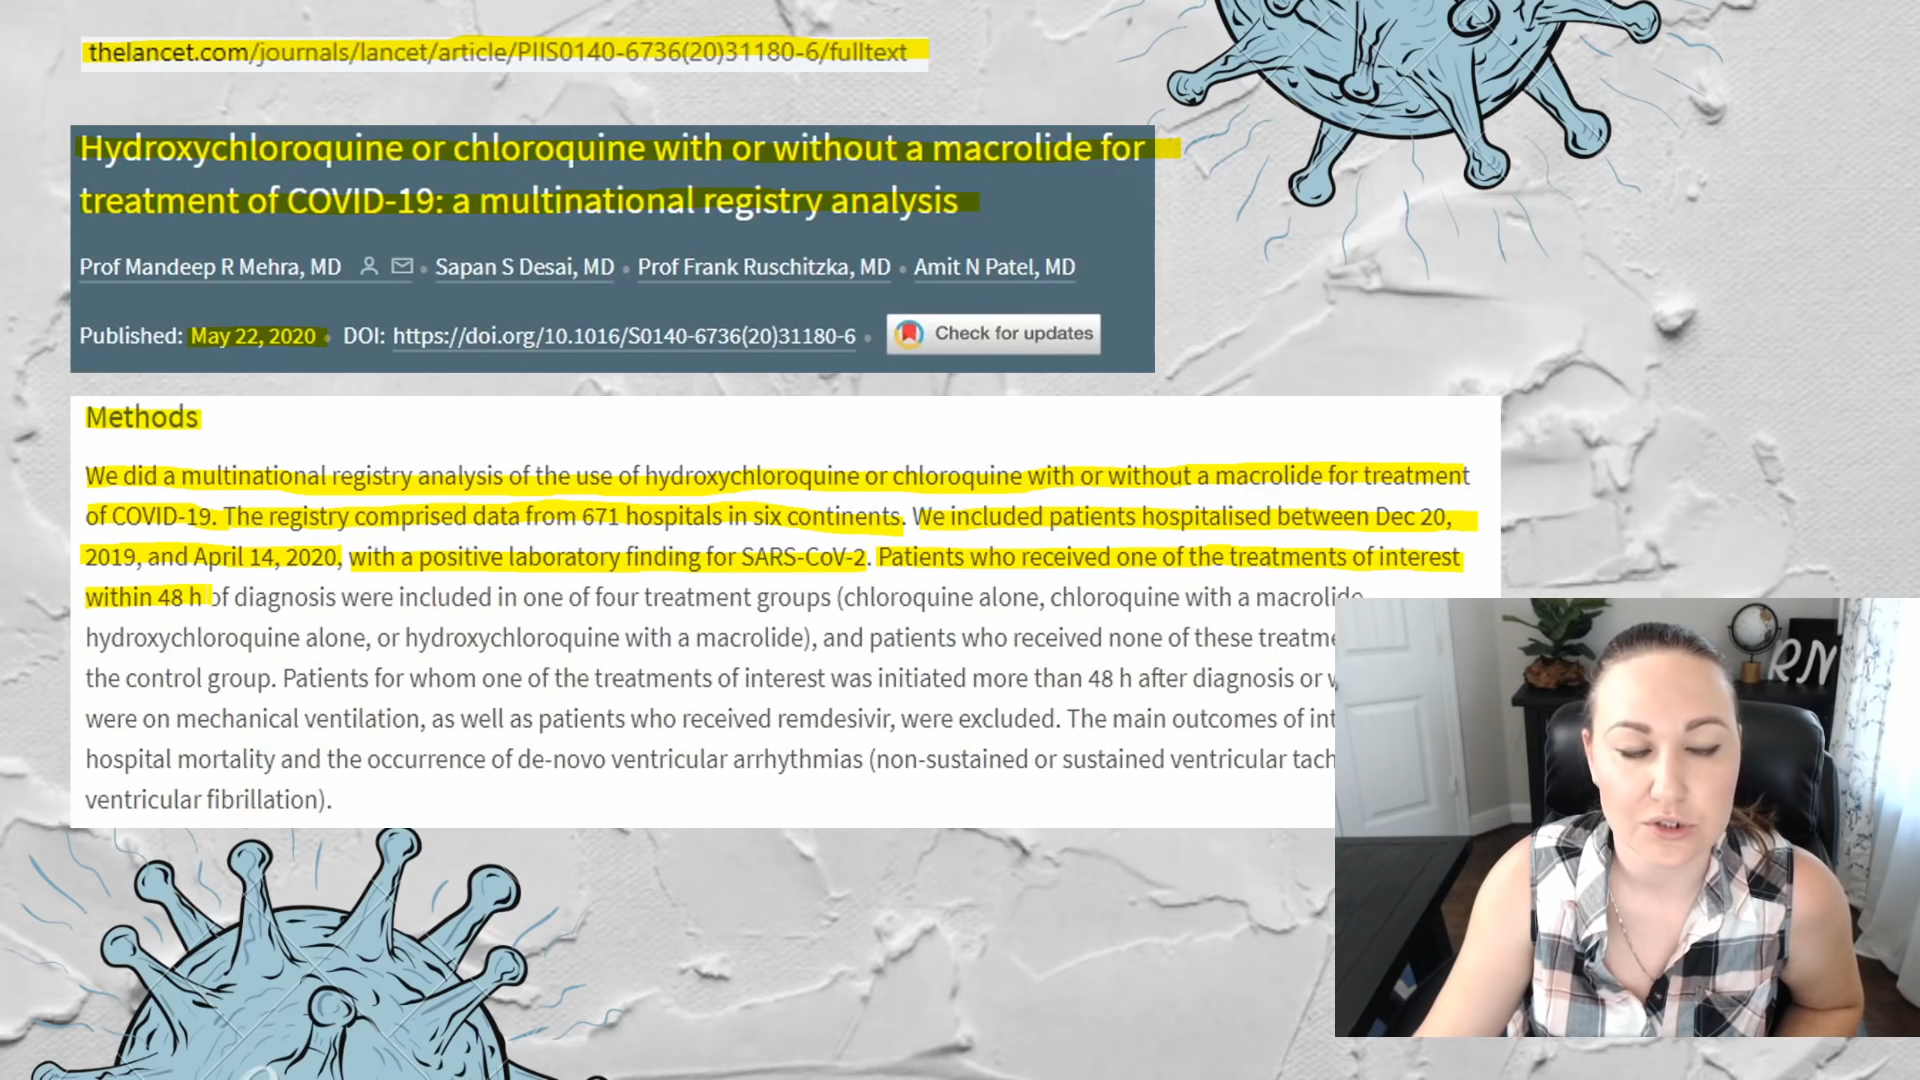 thelancet.com/journals/lancet/article/PIIS0140-6736(20)31180-6/fulltext
Hydroxychloroquine or chloroquine with or without a macrolide for
treatment of COVID-19: a multinational registry analysis
Prof Mandeep R Mehra, MD • Sapan S Desai, MD • Prof Frank Ruschitzka, MD • Amit N Patel, MD
Published: May 22, 2020 • DOI: https://doi.org/10.1016/S0140-6736(20)31180-6 • Check for updates
Methods
We did a multinational registry analysis of the use of hydroxychloroquine or chloroquine with or without a macrolide for treatment
of COVID-19. The registry comprised data from 671 hospitals in six continents. We included patients hospitalised between Dec 20,
2019, and April 14, 2020, with a positive laboratory finding for SARS-CoV-2. Patients who received one of the treatments of interest
within 48 h of diagnosis were included in one of four treatment groups (chloroquine alone, chloroquine with a macrolide
hydroxychloroquine alone, or hydroxychloroquine with a macrolide), and patients who received none of these
the control group. Patients for whom one of the treatments of interest was initiated more than 48 h after diagnosis or
were on mechanical ventilation, as well as patients who received remdesivir, were excluded. The main outcomes of
hospital mortality and the occurrence of de-novo ventricular arrhythmias (non-sustained or sustained ventricular
ventricular fibrillation).
RN